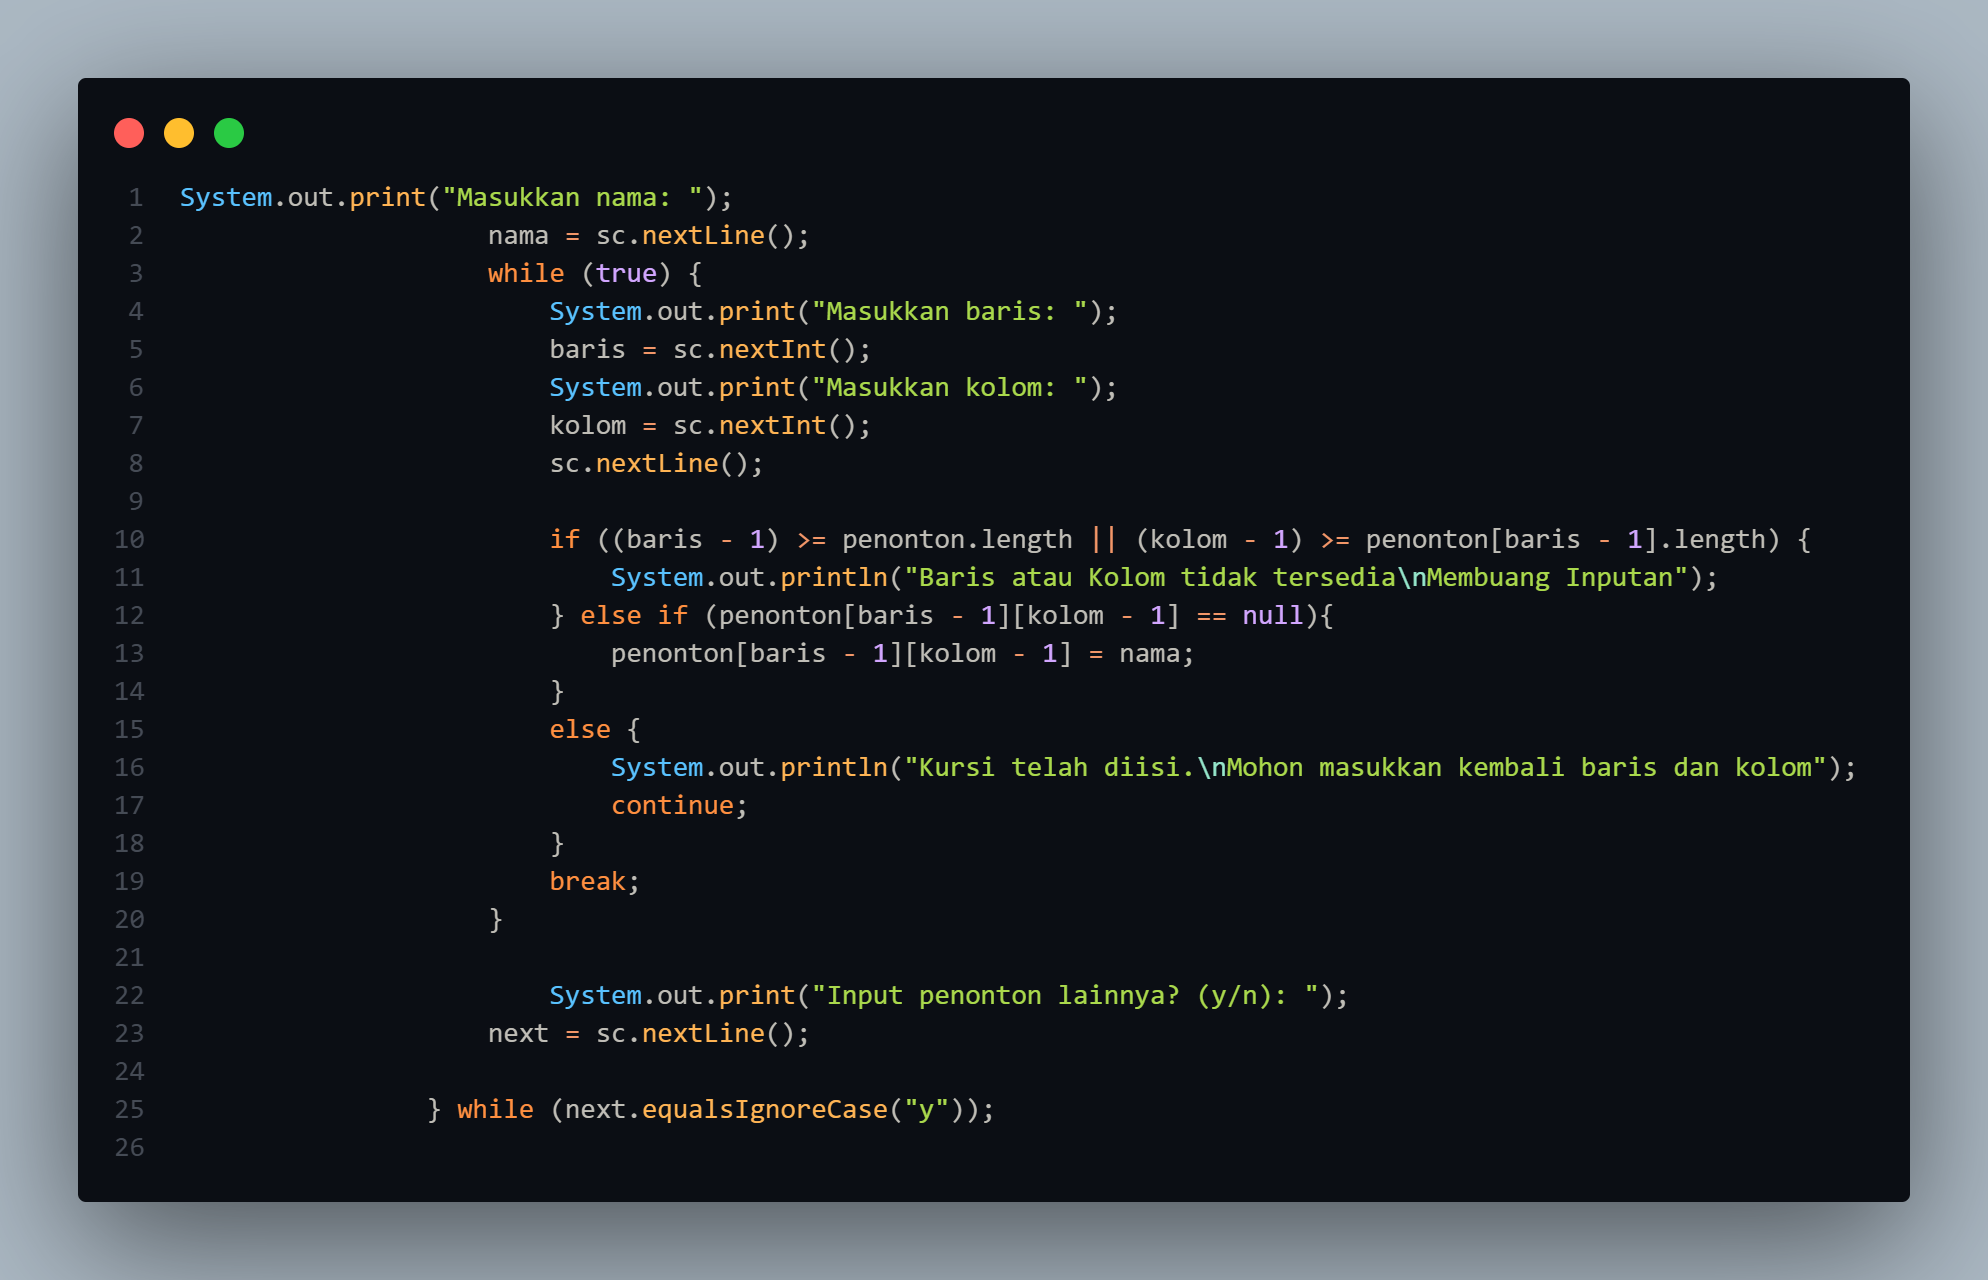 1 System.out.print("Masukkan nama: ");
2 nama = sc.nextLine();
3 while (true) {
4 System.out.print("Masukkan baris: ");
5 baris = sc.nextInt();
6 System.out.print("Masukkan kolom: ");
7 kolom = sc.nextInt();
8 sc.nextLine();
9
10 if ((baris - 1) >= penonton.length || (kolom - 1) >= penonton[baris - 1].length) {
11 System.out.println("Baris atau Kolom tidak tersedia\nMembuang Inputan");
12 } else if (penonton[baris - 1][kolom - 1] == null){
13 penonton[baris - 1][kolom - 1] = nama;
14 }
15 else {
16 System.out.println("Kursi telah diisi.\nMohon masukkan kembali baris dan kolom");
17 continue;
18 }
19 break;
20 }
21
22 System.out.print("Input penonton lainnya? (y/n): ");
23 next = sc.nextLine();
24
25 } while (next.equalsIgnoreCase("y"));
26